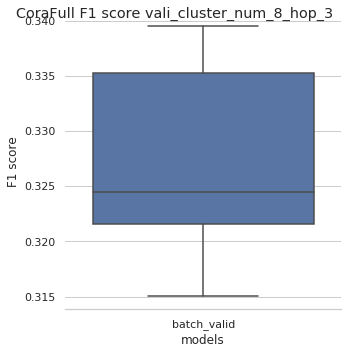 CoraFull F1 score vali_cluster_num_8_hop_3
0.340
0.335
0.330
0.325
0.320
0.315
F1 score
batch_valid
models